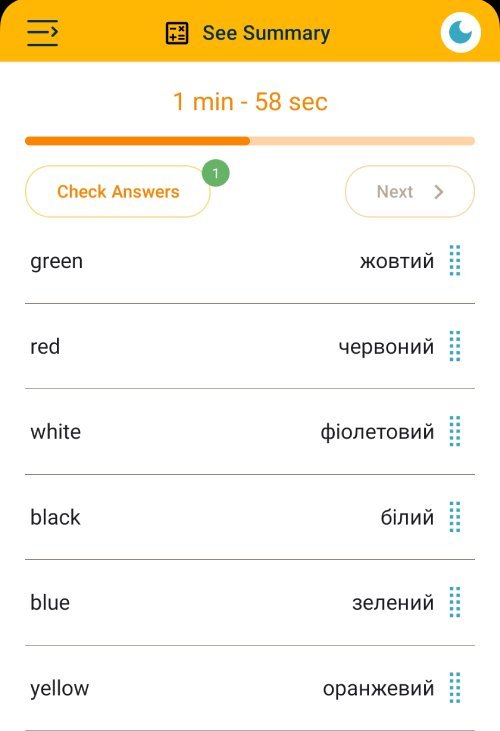 See Summary
1 min - 58 sec
Check Answers 1
Next
green жовтий
red червоний
white фіолетовий
black білий
blue зелений
yellow оранжевий